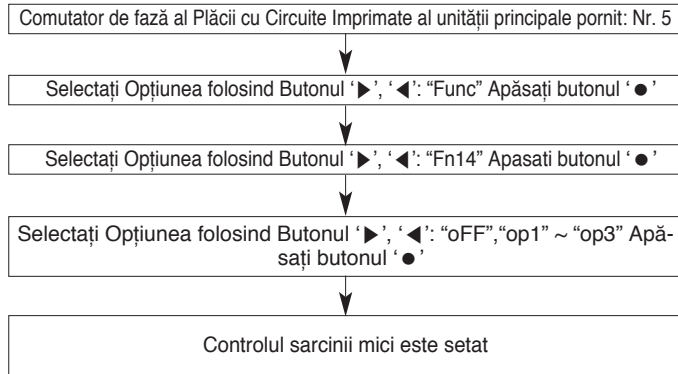 Comutator de fază al Plăcii cu Circuite Imprimate al unității principale pornit: Nr. 5
Selectați Opțiunea folosind Butonul ‘▶’, ‘◀’: “Func” Apăsați butonul ‘●’
Selectați Opțiunea folosind Butonul ‘▶’, ‘◀’: “Fn14” Apasati butonul ‘●’
Selectați Opțiunea folosind Butonul ‘▶’, ‘◀’: “oFF”,“op1” ~ “op3” Apă-
sați butonul ‘●’
Controlul sarcinii mici este setat